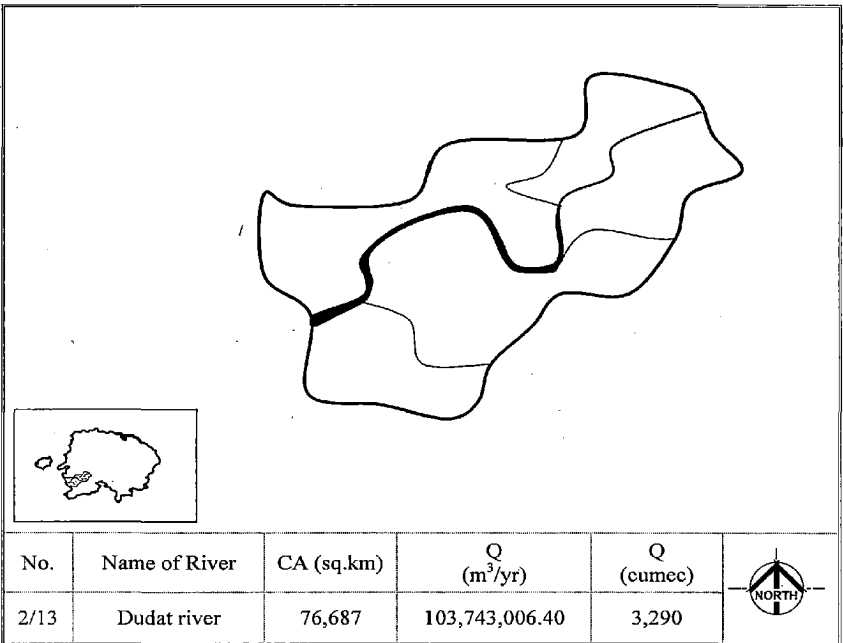 No. Name of River CA (sq.km) Q (m³/yr) Q (cumec)
NORTH
2/13 Dudat river 76,687 103,743,006.40 3,290